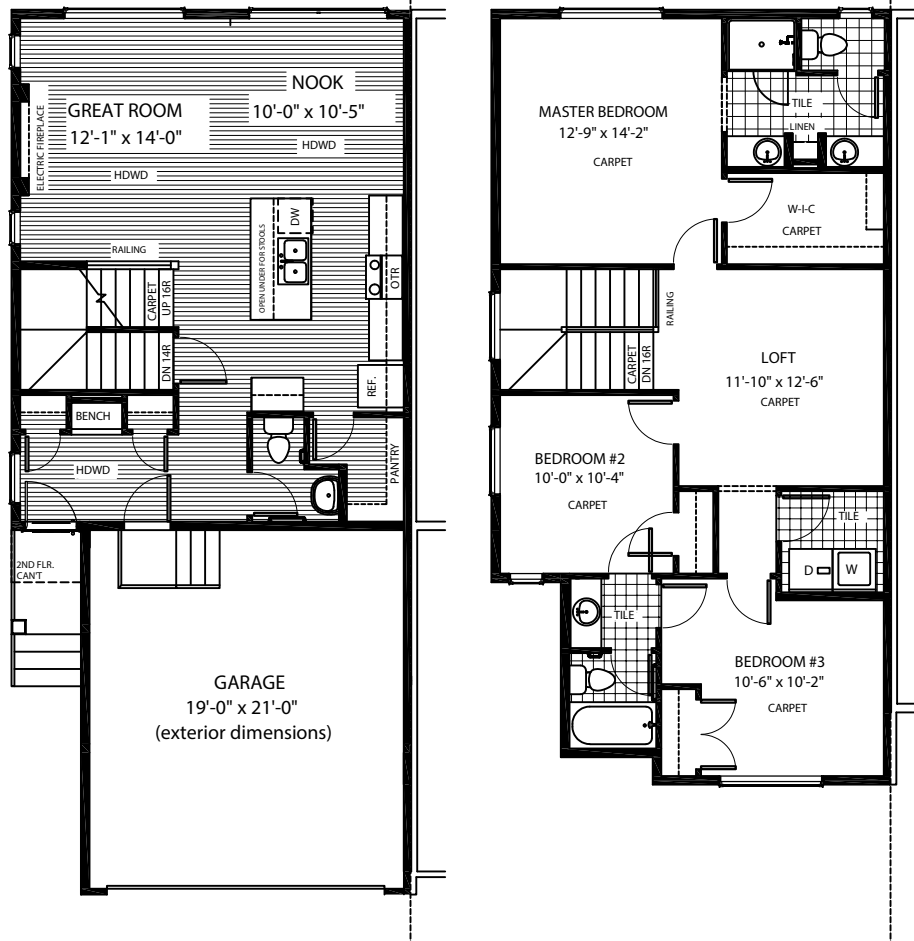 NOOK
10'-0" x 10'-5"
HDWD
GREAT ROOM
12'-1" x 14'-0"
HDWD
ELECTRIC FIREPLACE
RAILING
CARPET
UP 16R
DN 14R
OPEN UNDER FOR STOOLS
DW
OTR
REF.
BENCH
HDWD
PANTRY
2ND FLR.
CAN'T
GARAGE
19'-0" x 21'-0"
(exterior dimensions)
MASTER BEDROOM
12'-9" x 14'-2"
CARPET
TILE
LINEN
W-I-C
CARPET
RAILING
CARPET
DN 16R
LOFT
11'-10" x 12'-6"
CARPET
BEDROOM #2
10'-0" x 10'-4"
CARPET
TILE
D
W
TILE
BEDROOM #3
10'-6" x 10'-2"
CARPET